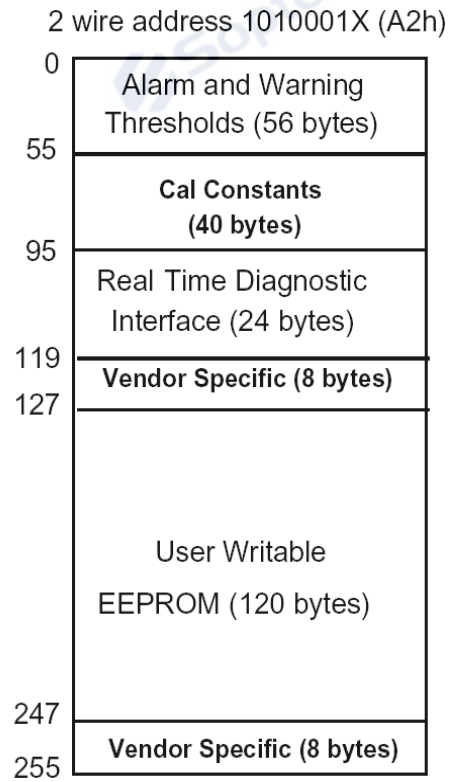 2 wire address 1010001X (A2h)
0
Alarm and Warning
Thresholds (56 bytes)
55
Cal Constants
(40 bytes)
95
Real Time Diagnostic
Interface (24 bytes)
119
Vendor Specific (8 bytes)
127
User Writable
EEPROM (120 bytes)
247
Vendor Specific (8 bytes)
255